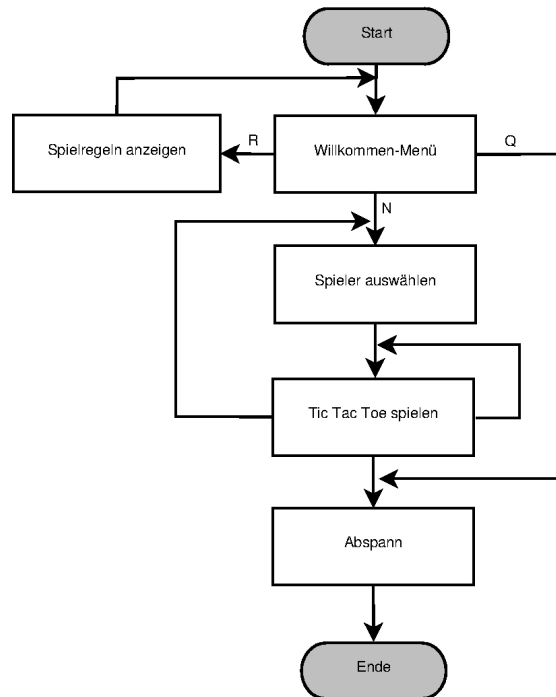 Start
Spielregeln anzeigen
R
Willkommen-Menü
Q
N
Spieler auswählen
Tic Tac Toe spielen
Abspann
Ende